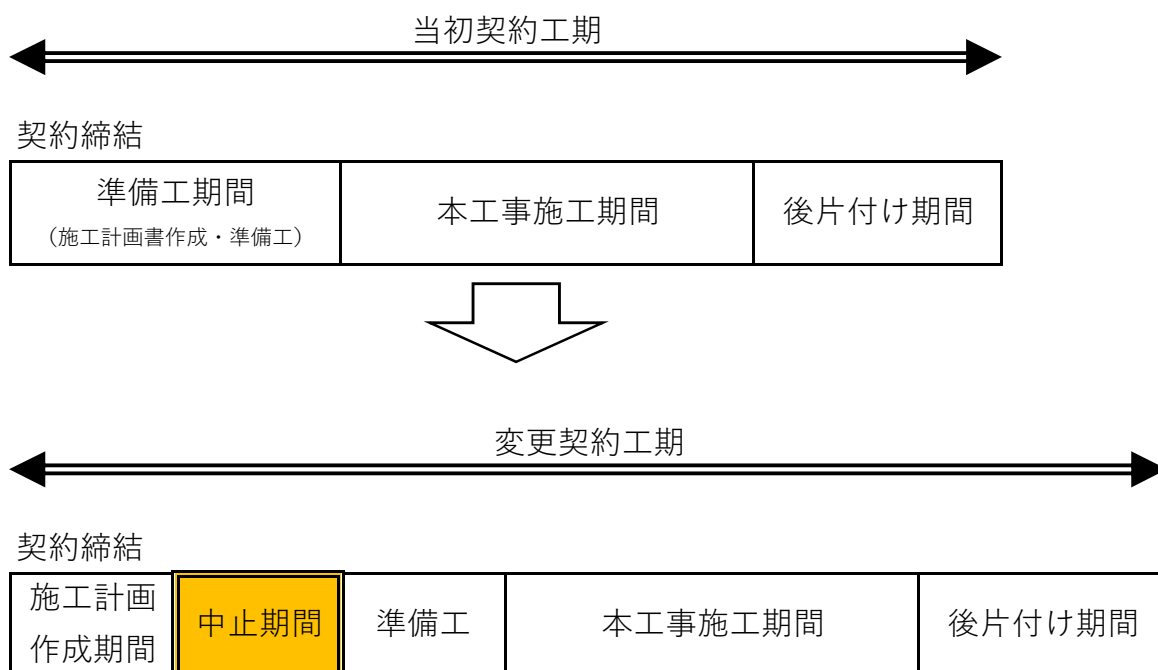 当初契約工期
契約締結
準備工期間
（施工計画書作成・準備工）
本工事施工期間
後片付け期間
変更契約工期
契約締結
施工計画
作成期間
中止期間
準備工
本工事施工期間
後片付け期間